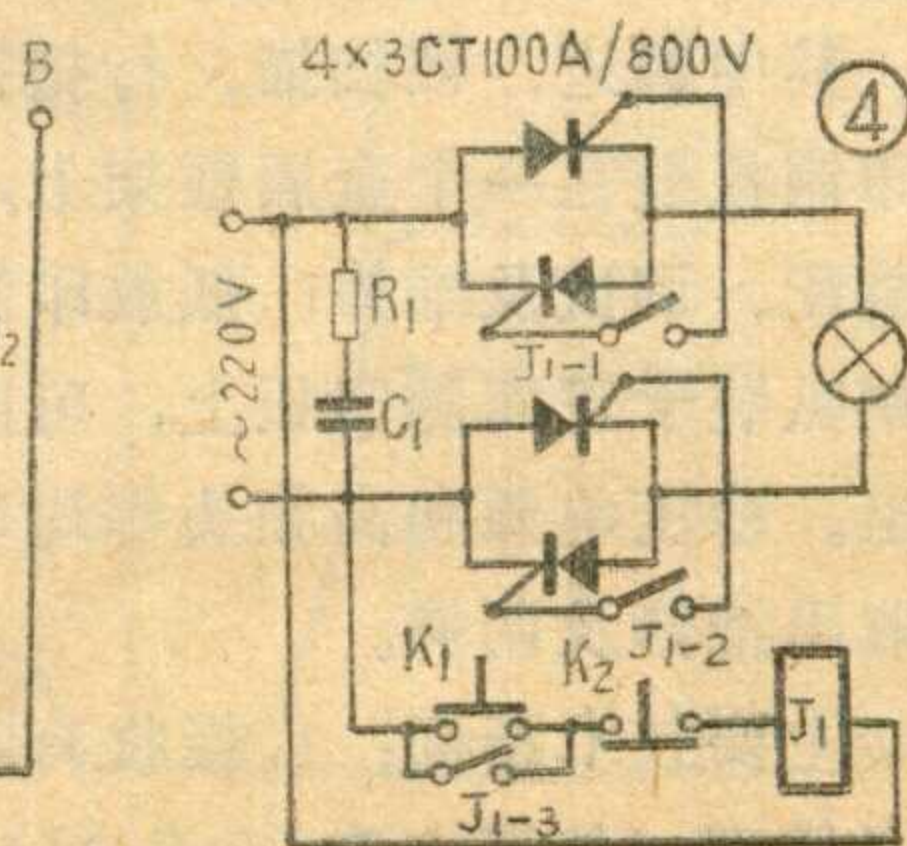 B
4×3CT100A/800V
④
2
~220V
R₁
C₁
J₁₋₁
J₁₋₂
K₁
K₂
J₁
J₁₋₃